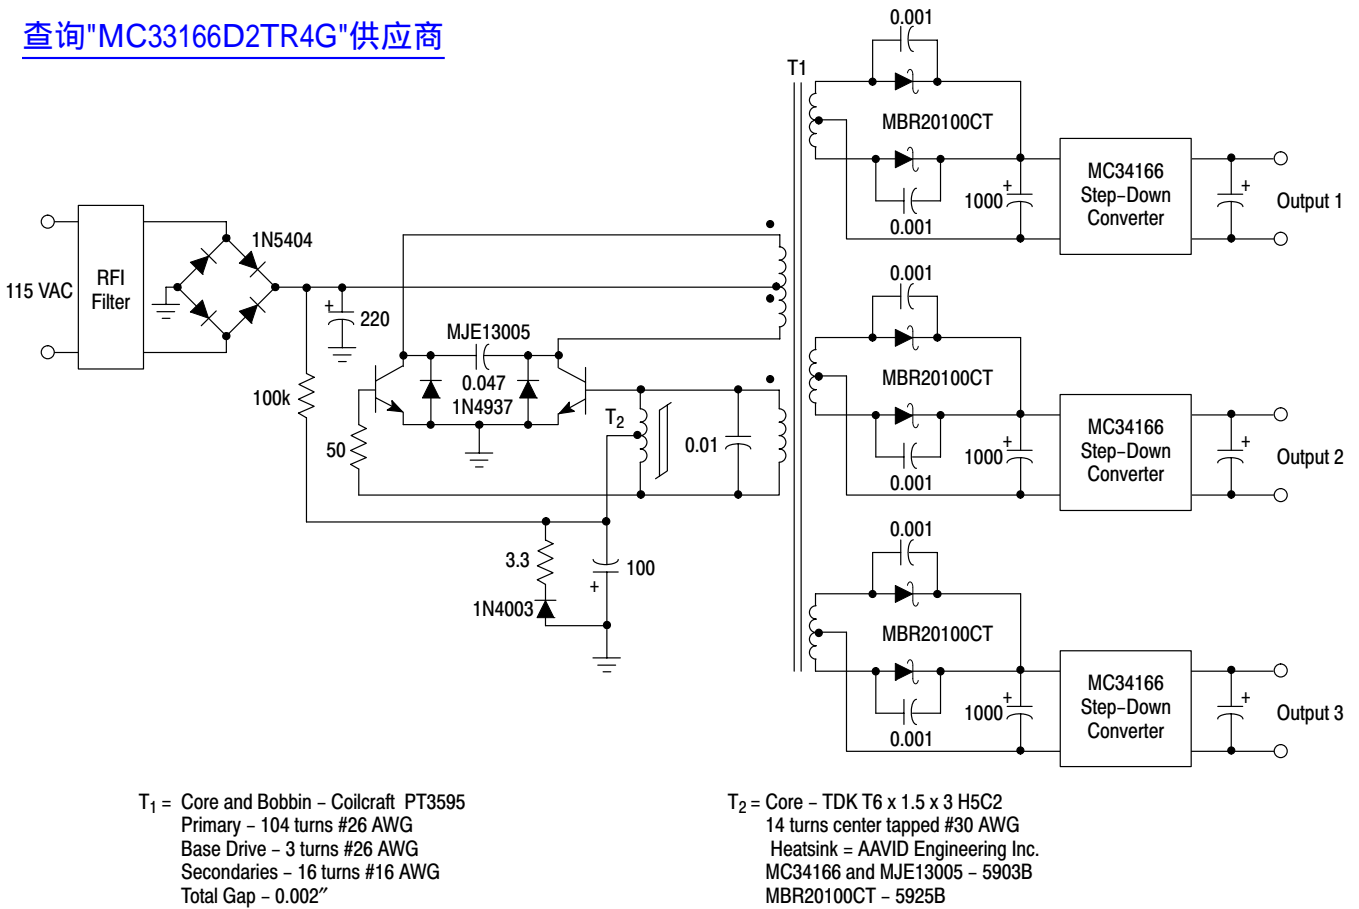 查询"MC33166D2TR4G"供应商
0.001
T1
MBR20100CT
0.001
1000
+
MC34166
Step–Down
Converter
+
Output 1
115 VAC
RFI
Filter
1N5404
+
220
100k
50
MJE13005
0.047
1N4937
T2
0.01
3.3
1N4003
100
+
0.001
MBR20100CT
0.001
1000
+
MC34166
Step–Down
Converter
+
Output 2
0.001
MBR20100CT
0.001
1000
+
MC34166
Step–Down
Converter
+
Output 3
T1 = Core and Bobbin – Coilcraft PT3595
Primary – 104 turns #26 AWG
Base Drive – 3 turns #26 AWG
Secondaries – 16 turns #16 AWG
Total Gap – 0.002″
T2 = Core – TDK T6 x 1.5 x 3 H5C2
14 turns center tapped #30 AWG
Heatsink = AAVID Engineering Inc.
MC34166 and MJE13005 – 5903B
MBR20100CT – 5925B